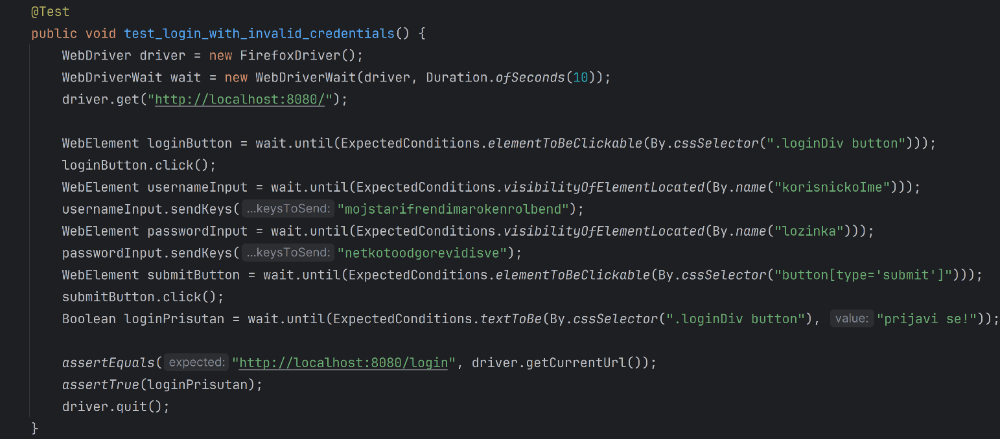 @Test
public void test_login_with_invalid_credentials() {
    WebDriver driver = new FirefoxDriver();
    WebDriverWait wait = new WebDriverWait(driver, Duration.ofSeconds(10));
    driver.get("http://localhost:8080/");

    WebElement loginButton = wait.until(ExpectedConditions.elementToBeClickable(By.cssSelector(".loginDiv button")));
    loginButton.click();
    WebElement usernameInput = wait.until(ExpectedConditions.visibilityOfElementLocated(By.name("korisnickoIme")));
    usernameInput.sendKeys( ...keysToSend: "mojstarifrendimarokenrolbend");
    WebElement passwordInput = wait.until(ExpectedConditions.visibilityOfElementLocated(By.name("lozinka")));
    passwordInput.sendKeys( ...keysToSend: "netkotoodgorevidisve");
    WebElement submitButton = wait.until(ExpectedConditions.elementToBeClickable(By.cssSelector("button[type='submit']")));
    submitButton.click();
    Boolean loginPrisutan = wait.until(ExpectedConditions.textToBe(By.cssSelector(".loginDiv button"), value: "prijavi se!"));

    assertEquals( expected: "http://localhost:8080/login", driver.getCurrentUrl());
    assertTrue(loginPrisutan);
    driver.quit();
}